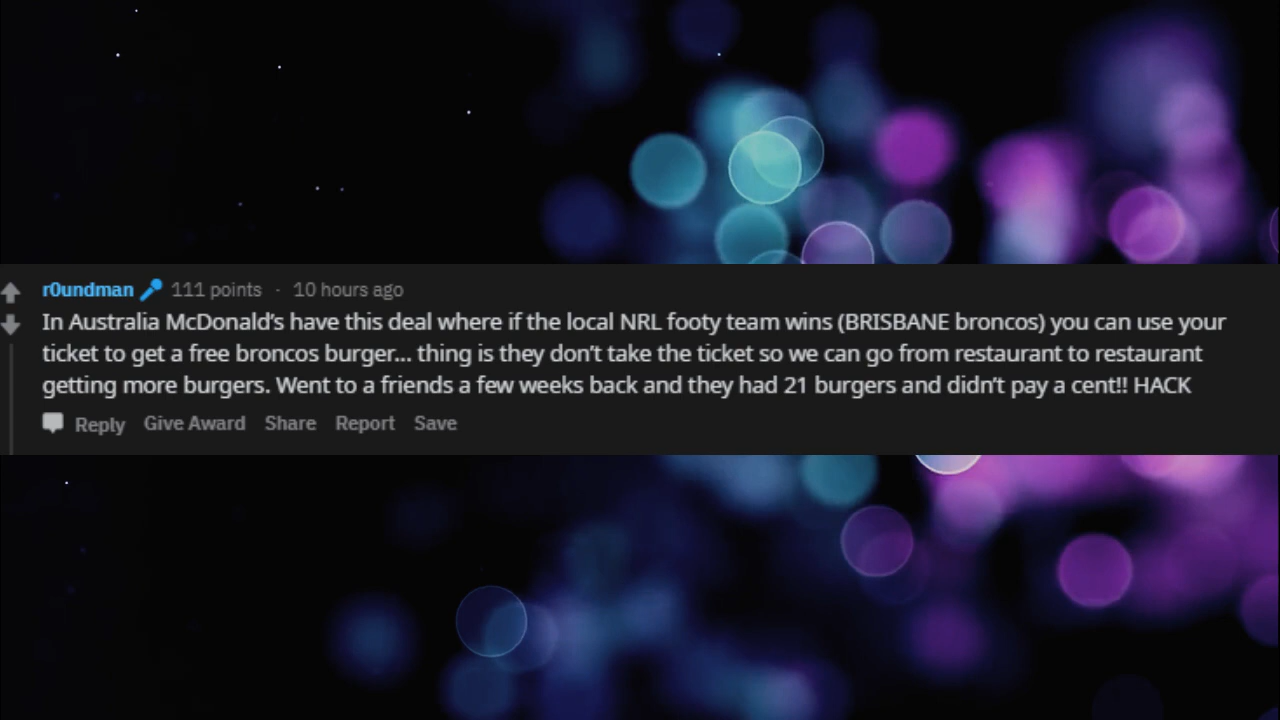 r0undman 111 points · 10 hours ago
In Australia McDonald's have this deal where if the local NRL footy team wins (BRISBANE broncos) you can use your
ticket to get a free broncos burger... thing is they don't take the ticket so we can go from restaurant to restaurant
getting more burgers. Went to a friends a few weeks back and they had 21 burgers and didn't pay a cent!! HACK
Reply Give Award Share Report Save